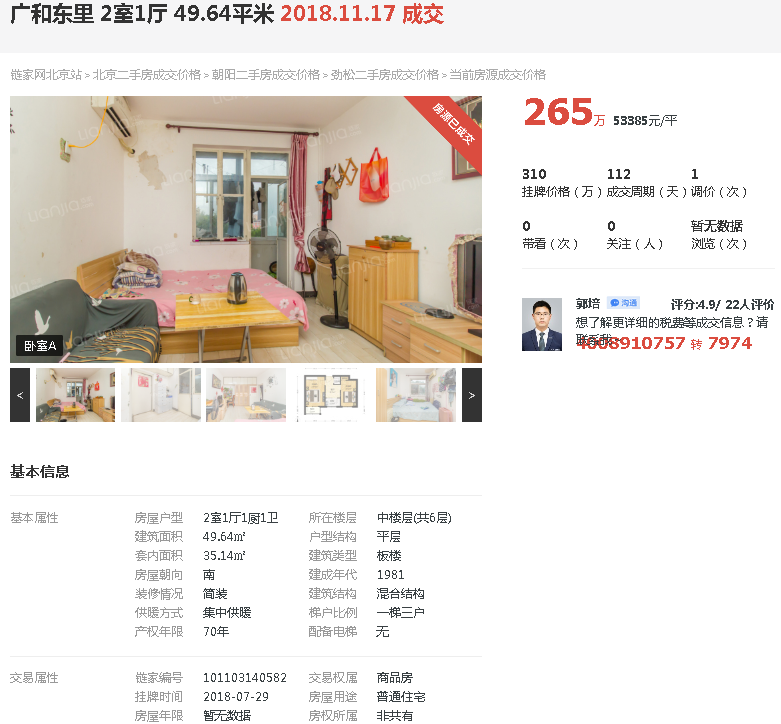 广和东里 2室1厅 49.64平米 2018.11.17 成交
链家网北京站 > 北京二手房成交价格 > 朝阳二手房成交价格 > 劲松二手房成交价格 > 当前房源成交价格
房源已成交
265万 53385元/平
310 112 1
挂牌价格（万） 成交周期（天） 调价（次）
0 0 暂无数据
带看（次） 关注（人） 浏览（次）
郭培 沟通 评分:4.9/ 22人评价
想了解更详细的税费等成交信息？请
联系我
4008910757 转 7974
lianjia
卧室A
< >
基本信息
基本属性 房屋户型 2室1厅1厨1卫 所在楼层 中楼层(共6层)
建筑面积 49.64㎡ 户型结构 平层
套内面积 35.14㎡ 建筑类型 板楼
房屋朝向 南 建成年代 1981
装修情况 简装 建筑结构 混合结构
供暖方式 集中供暖 梯户比例 一梯三户
产权年限 70年 配备电梯 无
交易属性 链家编号 101103140582 交易权属 商品房
挂牌时间 2018-07-29 房屋用途 普通住宅
房屋年限 暂无数据 房权所属 非共有